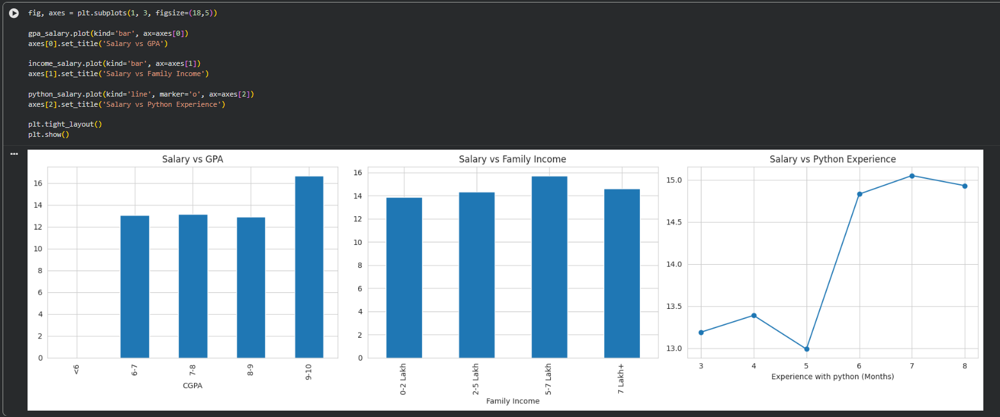 fig, axes = plt.subplots(1, 3, figsize=(18,5))
gpa_salary.plot(kind='bar', ax=axes[0])
axes[0].set_title('Salary vs GPA')
income_salary.plot(kind='bar', ax=axes[1])
axes[1].set_title('Salary vs Family Income')
python_salary.plot(kind='line', marker='o', ax=axes[2])
axes[2].set_title('Salary vs Python Experience')
plt.tight_layout()
plt.show()
Salary vs GPA
16
14
12
10
8
6
4
2
0
<6
6-7
7-8
8-9
9-10
CGPA
Salary vs Family Income
16
14
12
10
8
6
4
2
0
0-2 Lakh
2-5 Lakh
5-7 Lakh
7 Lakh+
Family Income
Salary vs Python Experience
15.0
14.5
14.0
13.5
13.0
3 4 5 6 7 8
Experience with python (Months)